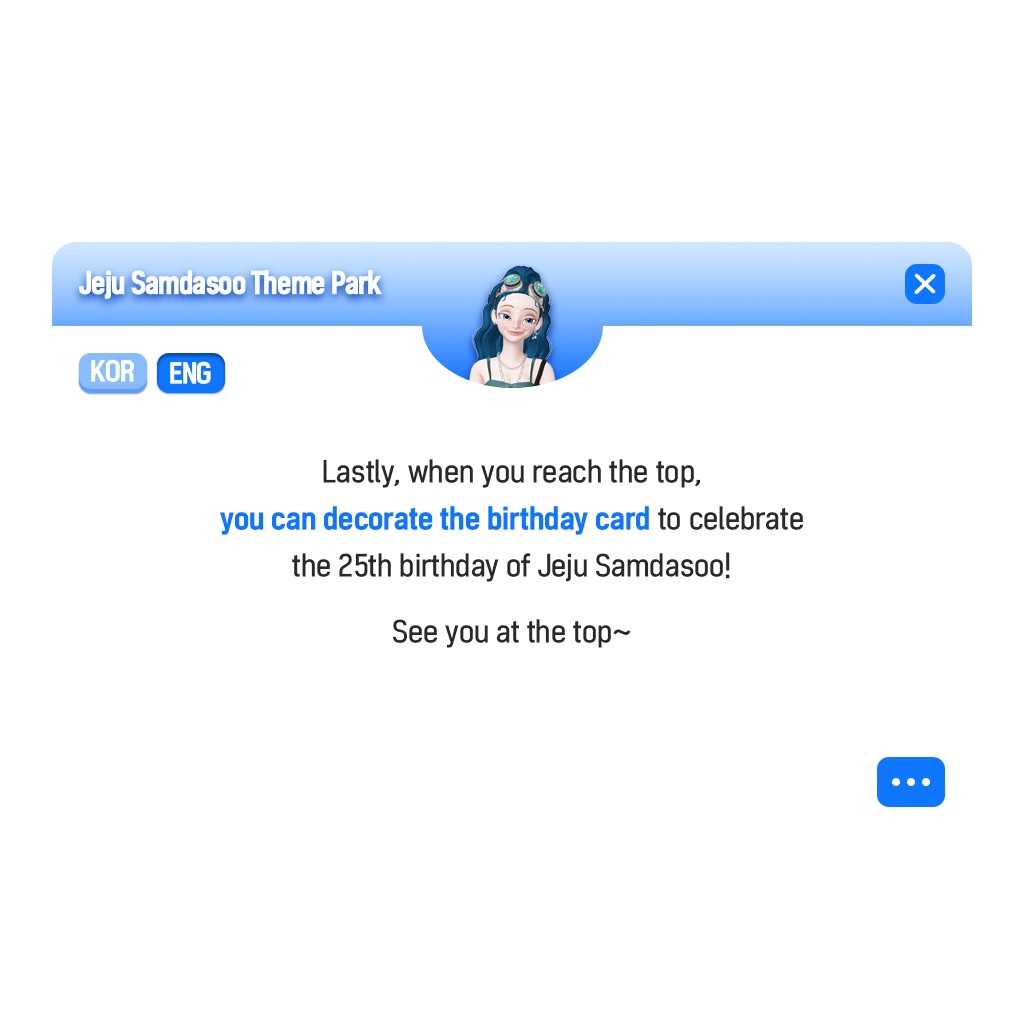 Jeju Samdasoo Theme Park
KOR ENG
Lastly, when you reach the top,
you can decorate the birthday card to celebrate
the 25th birthday of Jeju Samdasoo!
See you at the top~